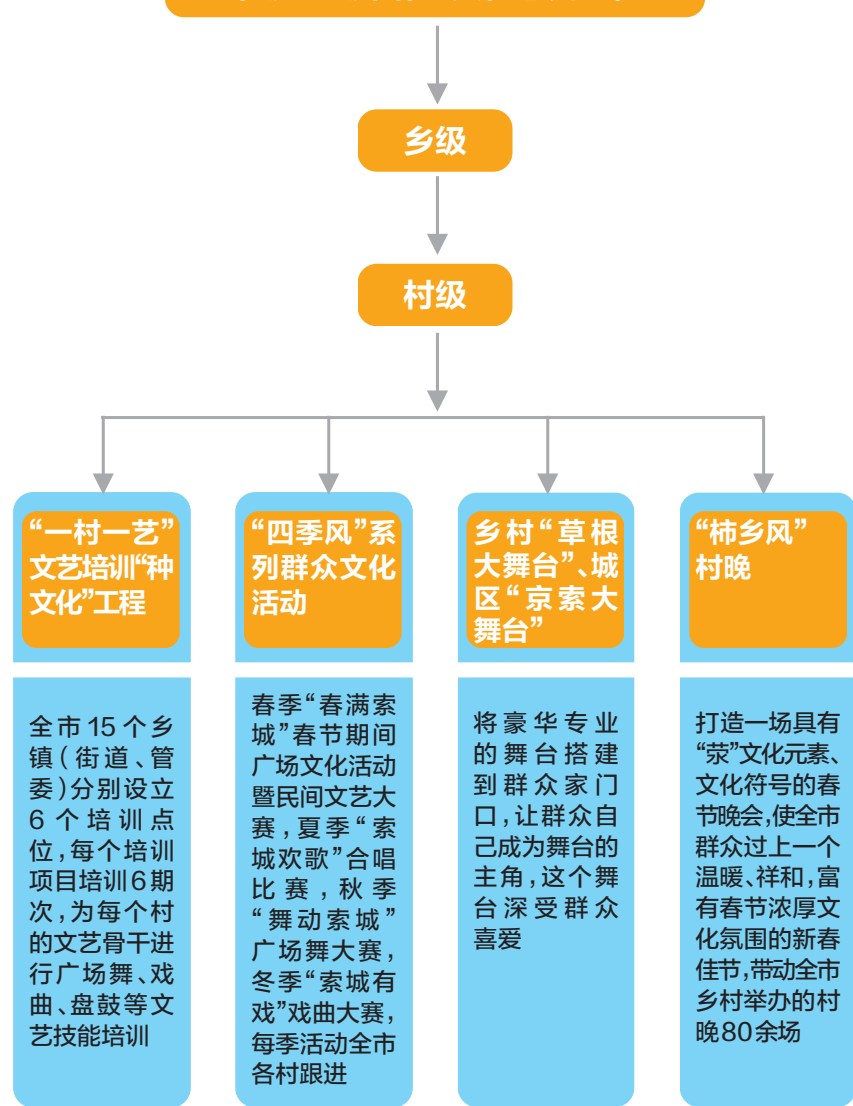 乡级
村级
“一村一艺”
文艺培训“种
文化”工程
“四季风”系
列群众文化
活动
乡村“草根
大舞台”、城
区“京索大
舞台”
“柿乡风”
村晚
全市15个乡
镇(街道、管
委)分别设立
6个培训点
位,每个培训
项目培训6期
次,为每个村
的文艺骨干进
行广场舞、戏
曲、盘鼓等文
艺技能培训
春季“春满索
城”春节期间
广场文化活动
暨民间文艺大
赛,夏季“索
城欢歌”合唱
比赛,秋季
“舞动索城”
广场舞大赛,
冬季“索城有
戏”戏曲大赛,
每季活动全市
各村跟进
将豪华专业
的舞台搭建
到群众家门
口,让群众自
己成为舞台的
主角,这个舞
台深受群众
喜爱
打造一场具有
“荥”文化元素、
文化符号的春
节晚会,使全市
群众过上一个
温暖、祥和,富
有春节浓厚文
化氛围的新春
佳节,带动全市
乡村举办的村
晚80余场